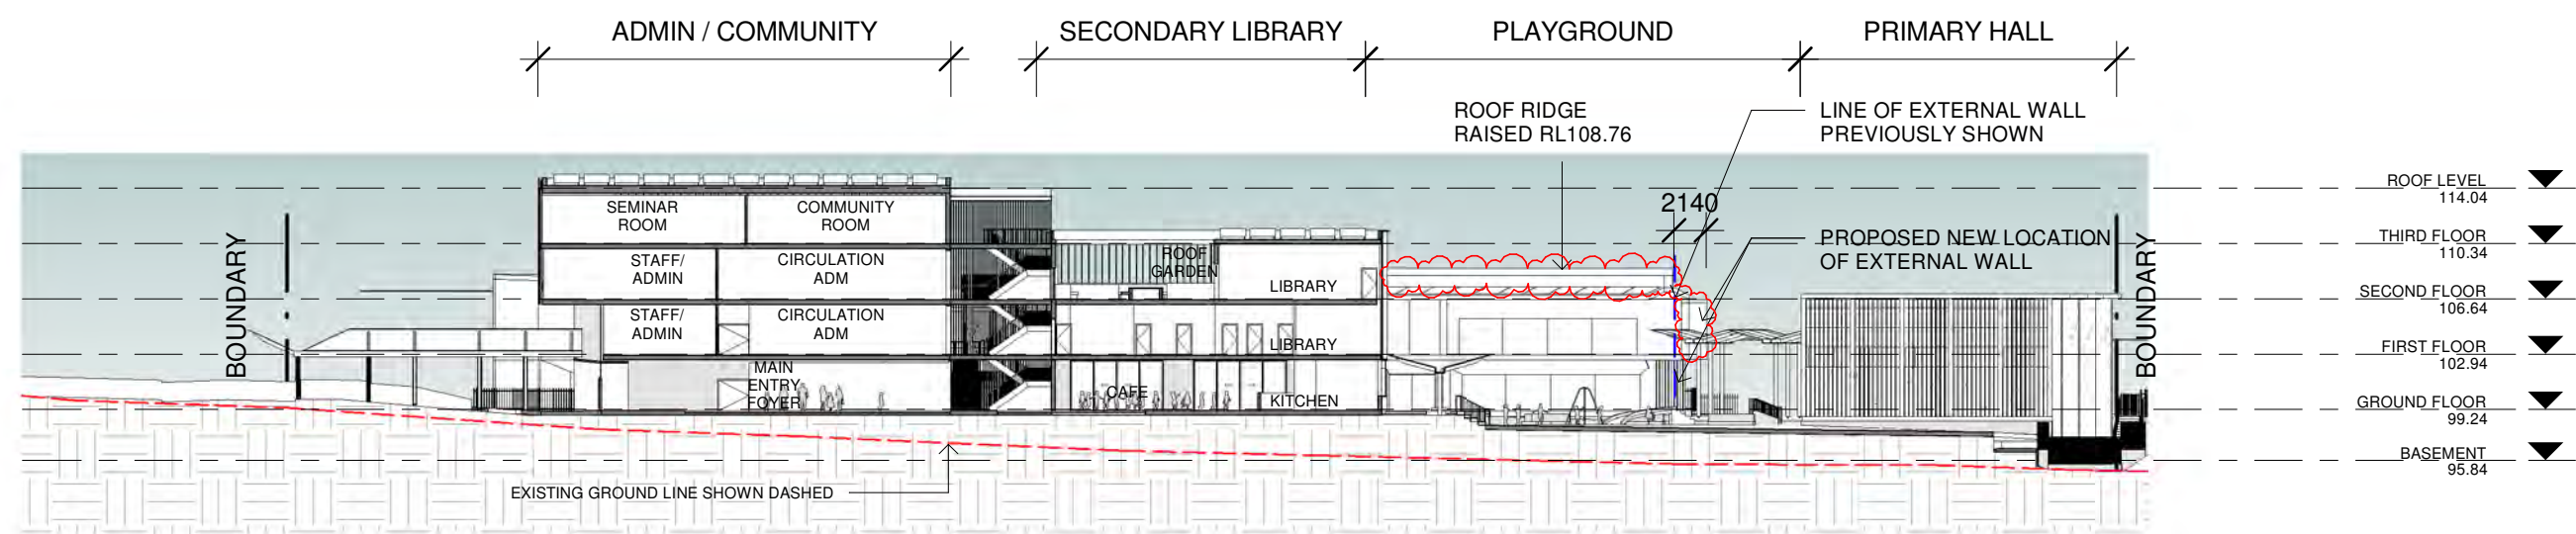 ADMIN / COMMUNITY
SECONDARY LIBRARY
PLAYGROUND
PRIMARY HALL
ROOF RIDGE
RAISED RL108.76
LINE OF EXTERNAL WALL
PREVIOUSLY SHOWN
2140
PROPOSED NEW LOCATION
OF EXTERNAL WALL
BOUNDARY
SEMINAR
ROOM
COMMUNITY
ROOM
STAFF/
ADMIN
CIRCULATION
ADM
STAFF/
ADMIN
CIRCULATION
ADM
MAIN
ENTRY
FOYER
ROOF
GARDEN
LIBRARY
LIBRARY
CAFE
KITCHEN
BOUNDARY
ROOF LEVEL
114.04
THIRD FLOOR
110.34
SECOND FLOOR
106.64
FIRST FLOOR
102.94
GROUND FLOOR
99.24
BASEMENT
95.84
EXISTING GROUND LINE SHOWN DASHED